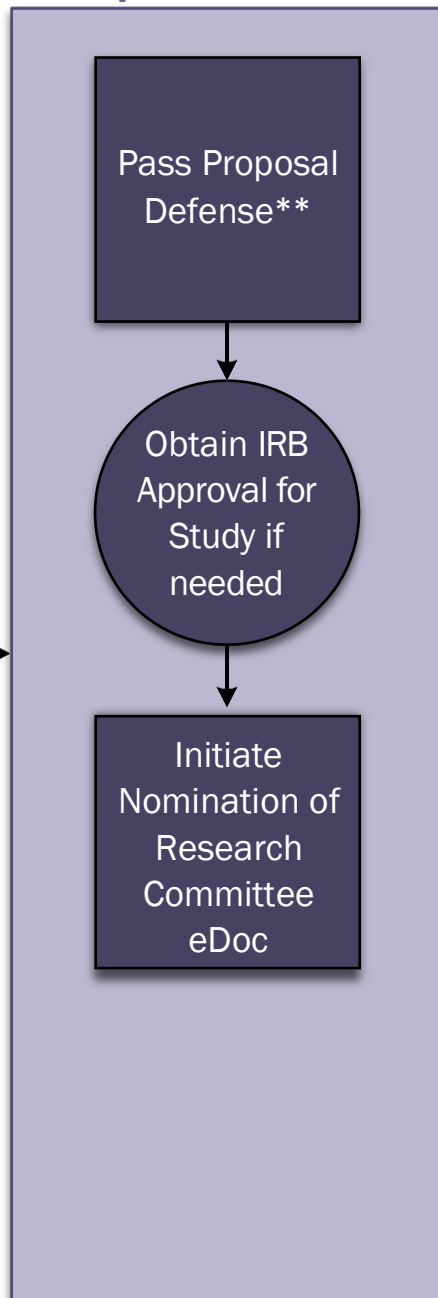 Pass Proposal
Defense**
Obtain IRB
Approval for
Study if
needed
Initiate
Nomination of
Research
Committee
eDoc